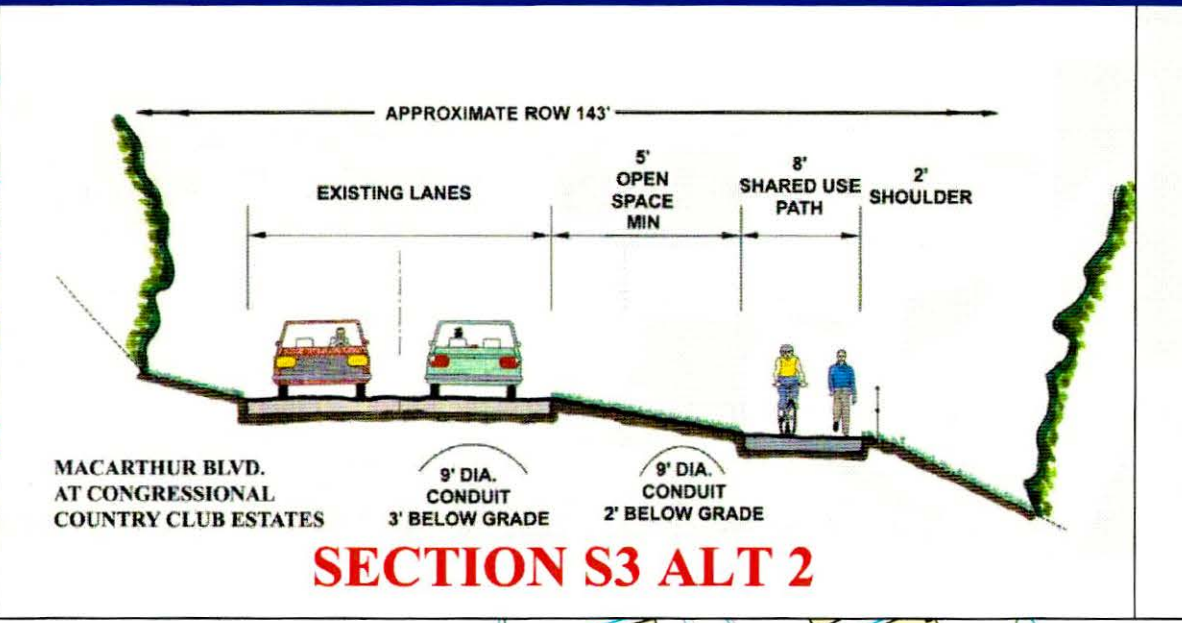 APPROXIMATE ROW 143'
EXISTING LANES
5'
OPEN
SPACE
MIN
8'
SHARED USE
PATH
2'
SHOULDER
MACARTHUR BLVD.
AT CONGRESSIONAL
COUNTRY CLUB ESTATES
9' DIA.
CONDUIT
3' BELOW GRADE
9' DIA.
CONDUIT
2' BELOW GRADE
SECTION S3 ALT 2